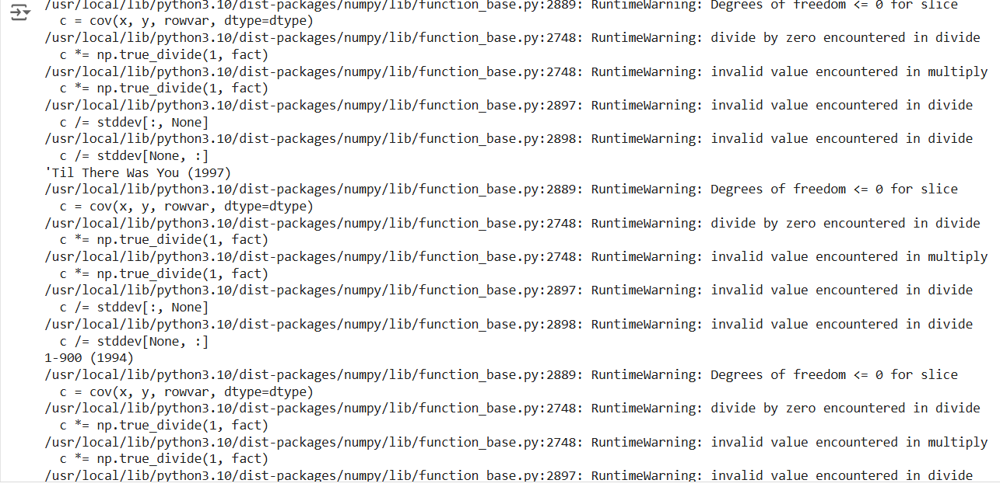 /usr/local/lib/python3.10/dist-packages/numpy/lib/function_base.py:2889: RuntimeWarning: Degrees of freedom <= 0 for slice
  c = cov(x, y, rowvar, dtype=dtype)
/usr/local/lib/python3.10/dist-packages/numpy/lib/function_base.py:2748: RuntimeWarning: divide by zero encountered in divide
  c *= np.true_divide(1, fact)
/usr/local/lib/python3.10/dist-packages/numpy/lib/function_base.py:2748: RuntimeWarning: invalid value encountered in multiply
  c *= np.true_divide(1, fact)
/usr/local/lib/python3.10/dist-packages/numpy/lib/function_base.py:2897: RuntimeWarning: invalid value encountered in divide
  c /= stddev[:, None]
/usr/local/lib/python3.10/dist-packages/numpy/lib/function_base.py:2898: RuntimeWarning: invalid value encountered in divide
  c /= stddev[None, :]
'Til There Was You (1997)
/usr/local/lib/python3.10/dist-packages/numpy/lib/function_base.py:2889: RuntimeWarning: Degrees of freedom <= 0 for slice
  c = cov(x, y, rowvar, dtype=dtype)
/usr/local/lib/python3.10/dist-packages/numpy/lib/function_base.py:2748: RuntimeWarning: divide by zero encountered in divide
  c *= np.true_divide(1, fact)
/usr/local/lib/python3.10/dist-packages/numpy/lib/function_base.py:2748: RuntimeWarning: invalid value encountered in multiply
  c *= np.true_divide(1, fact)
/usr/local/lib/python3.10/dist-packages/numpy/lib/function_base.py:2897: RuntimeWarning: invalid value encountered in divide
  c /= stddev[:, None]
/usr/local/lib/python3.10/dist-packages/numpy/lib/function_base.py:2898: RuntimeWarning: invalid value encountered in divide
  c /= stddev[None, :]
1-900 (1994)
/usr/local/lib/python3.10/dist-packages/numpy/lib/function_base.py:2889: RuntimeWarning: Degrees of freedom <= 0 for slice
  c = cov(x, y, rowvar, dtype=dtype)
/usr/local/lib/python3.10/dist-packages/numpy/lib/function_base.py:2748: RuntimeWarning: divide by zero encountered in divide
  c *= np.true_divide(1, fact)
/usr/local/lib/python3.10/dist-packages/numpy/lib/function_base.py:2748: RuntimeWarning: invalid value encountered in multiply
  c *= np.true_divide(1, fact)
/usr/local/lib/python3.10/dist-packages/numpy/lib/function_base.py:2897: RuntimeWarning: invalid value encountered in divide